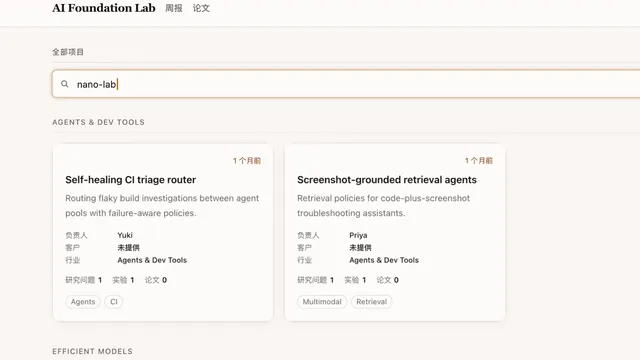 AI Foundation Lab 周报 论文
全部项目
nano-lab
AGENTS & DEV TOOLS
1 个月前
Self-healing CI triage router
Routing flaky build investigations between agent
pools with failure-aware policies.
负责人 Yuki
客户 未提供
行业 Agents & Dev Tools
研究问题 1 实验 1 论文 0
Agents CI
1 个月前
Screenshot-grounded retrieval agents
Retrieval policies for code-plus-screenshot
troubleshooting assistants.
负责人 Priya
客户 未提供
行业 Agents & Dev Tools
研究问题 1 实验 1 论文 0
Multimodal Retrieval
EFFICIENT MODELS